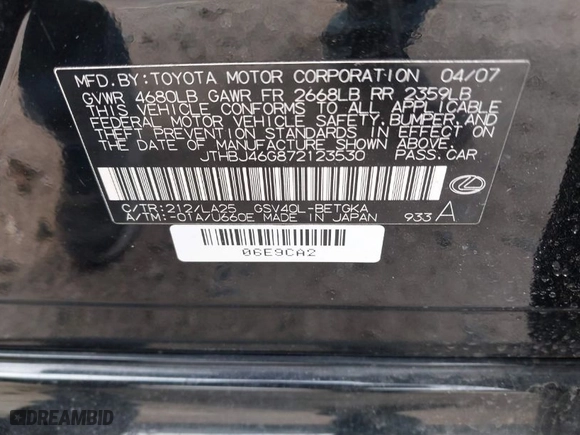 MFD. BY: TOYOTA MOTOR CORPORATION 04/07
GVWR 4680LB GAWR FR 2668LB RR 2359LB
THIS VEHICLE CONFORMS TO ALL APPLICABLE
FEDERAL MOTOR VEHICLE SAFETY, BUMPER, AND
THEFT PREVENTION STANDARDS IN EFFECT ON
THE DATE OF MANUFACTURE SHOWN ABOVE.
JTHBJ46G872123530 PASS. CAR
C/TR: 212/LA25 GSV40L-BETGKA
A/TM: -01A/U660E MADE IN JAPAN 933 A
06E9CA2
DREAMBID